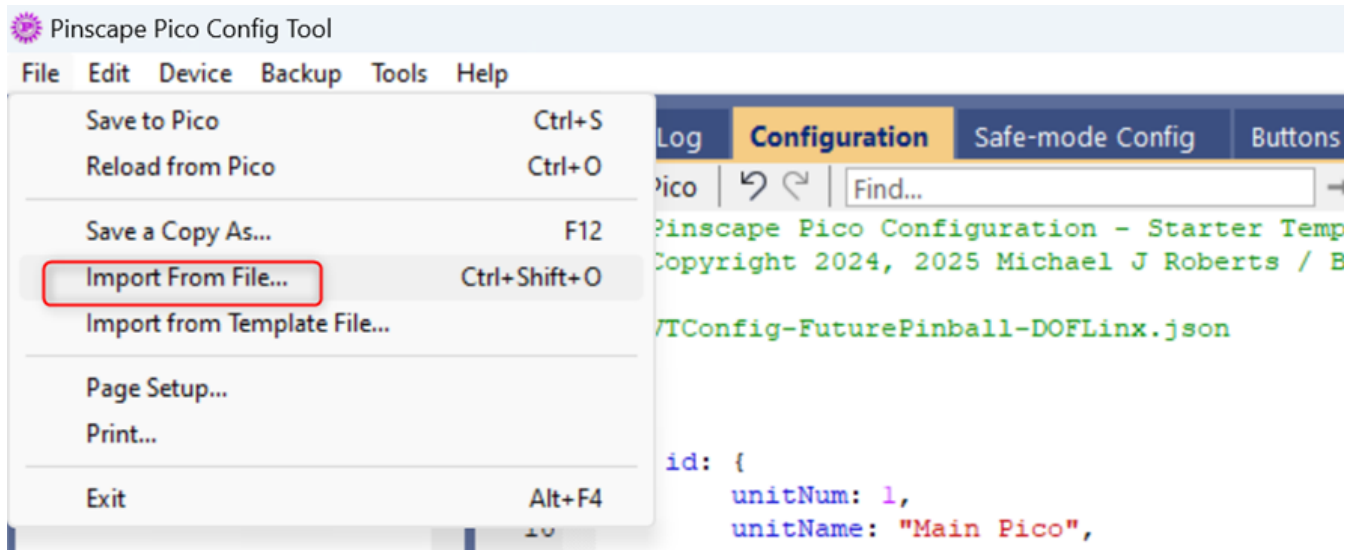 Pinscape Pico Config Tool
File Edit Device Backup Tools Help
Save to Pico Ctrl+S
Reload from Pico Ctrl+O
Save a Copy As... F12
Import From File... Ctrl+Shift+O
Import from Template File...
Page Setup...
Print...
Exit Alt+F4
Log Configuration Safe-mode Config Buttons
Pico Find...
Pinscape Pico Configuration - Starter Temp
Copyright 2024, 2025 Michael J Roberts /
VTConfig-FuturePinball-DOFLinx.json
id: {
unitNum: 1,
unitName: "Main Pico",